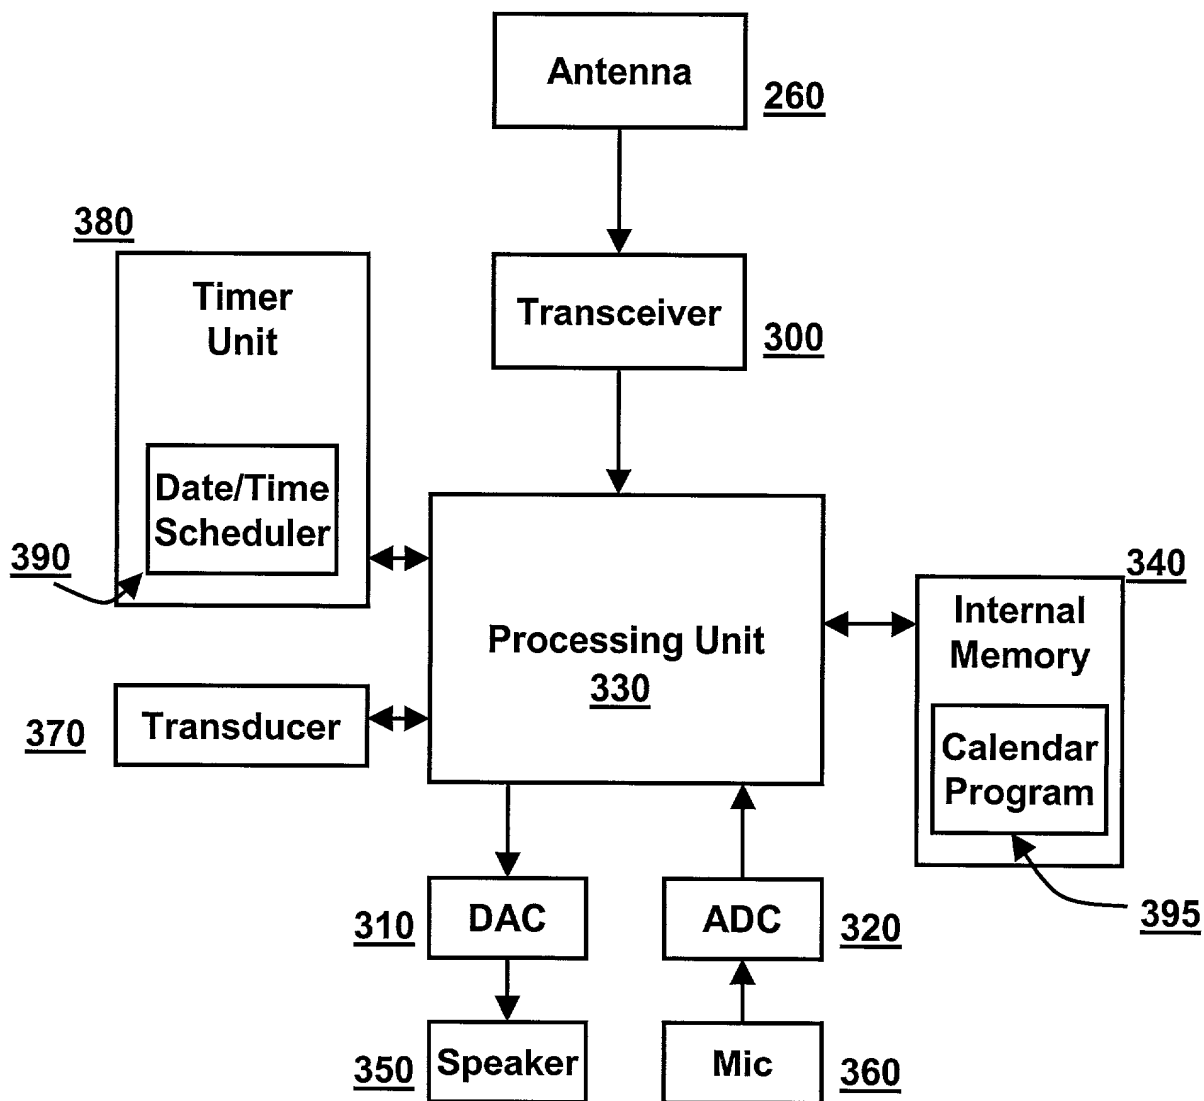 Antenna
260
380
Timer
Unit
Transceiver
300
Date/Time
Scheduler
390
Processing Unit
330
340
Internal
Memory
Calendar
Program
395
370
Transducer
310
DAC
ADC
320
350
Speaker
Mic
360